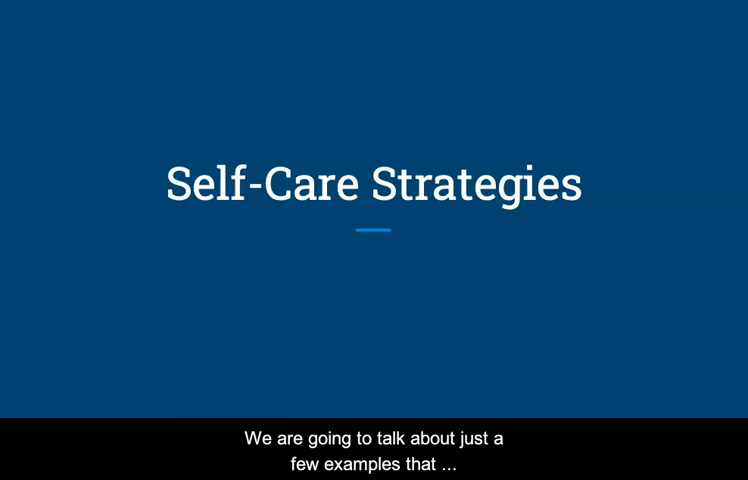 Self-Care Strategies
We are going to talk about just a
few examples that ...